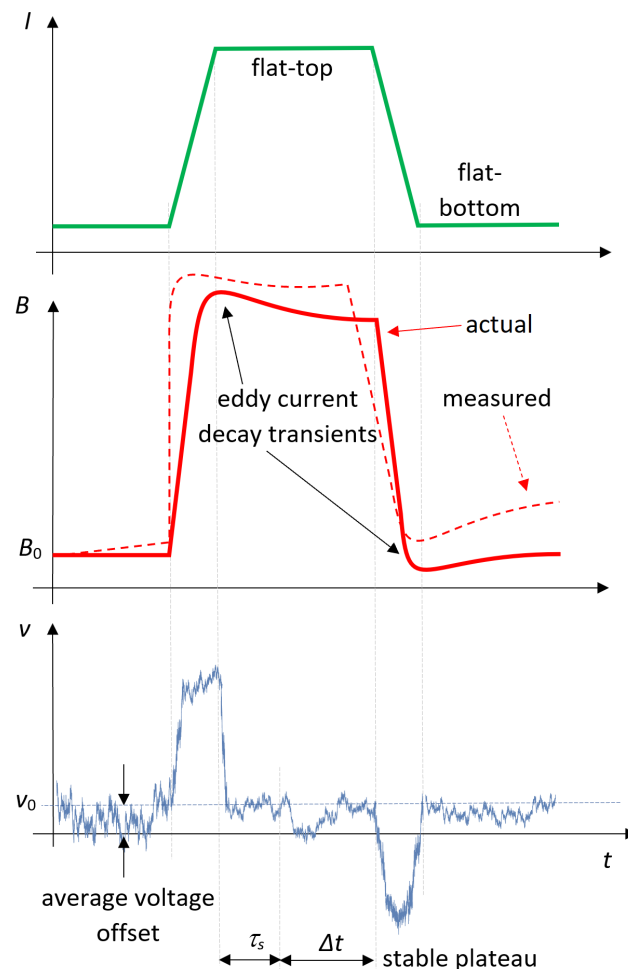 I
flat-top
flat-
bottom
B
actual
eddy current
decay transients
measured
B₀
v
v₀
t
average voltage
offset
τₛ
Δt
stable plateau